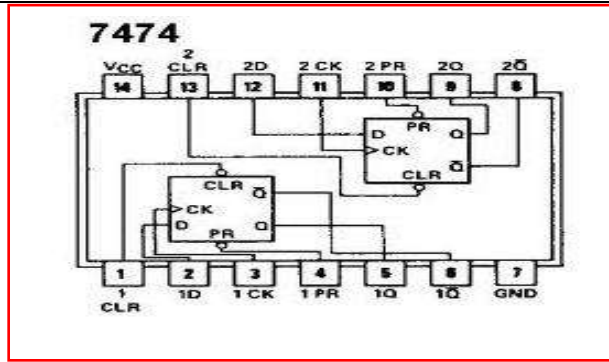 7474
VCC 2 CLR 2D 2 CK 2 PR 2Q 2Q̅
14 13 12 11 10 9 8
PR
D Q
CK
Q̅
CLR
CLR
Q̅
CK
D Q
PR
1 2 3 4 5 6 7
1 CLR 1D 1 CK 1 PR 1Q 1Q̅ GND